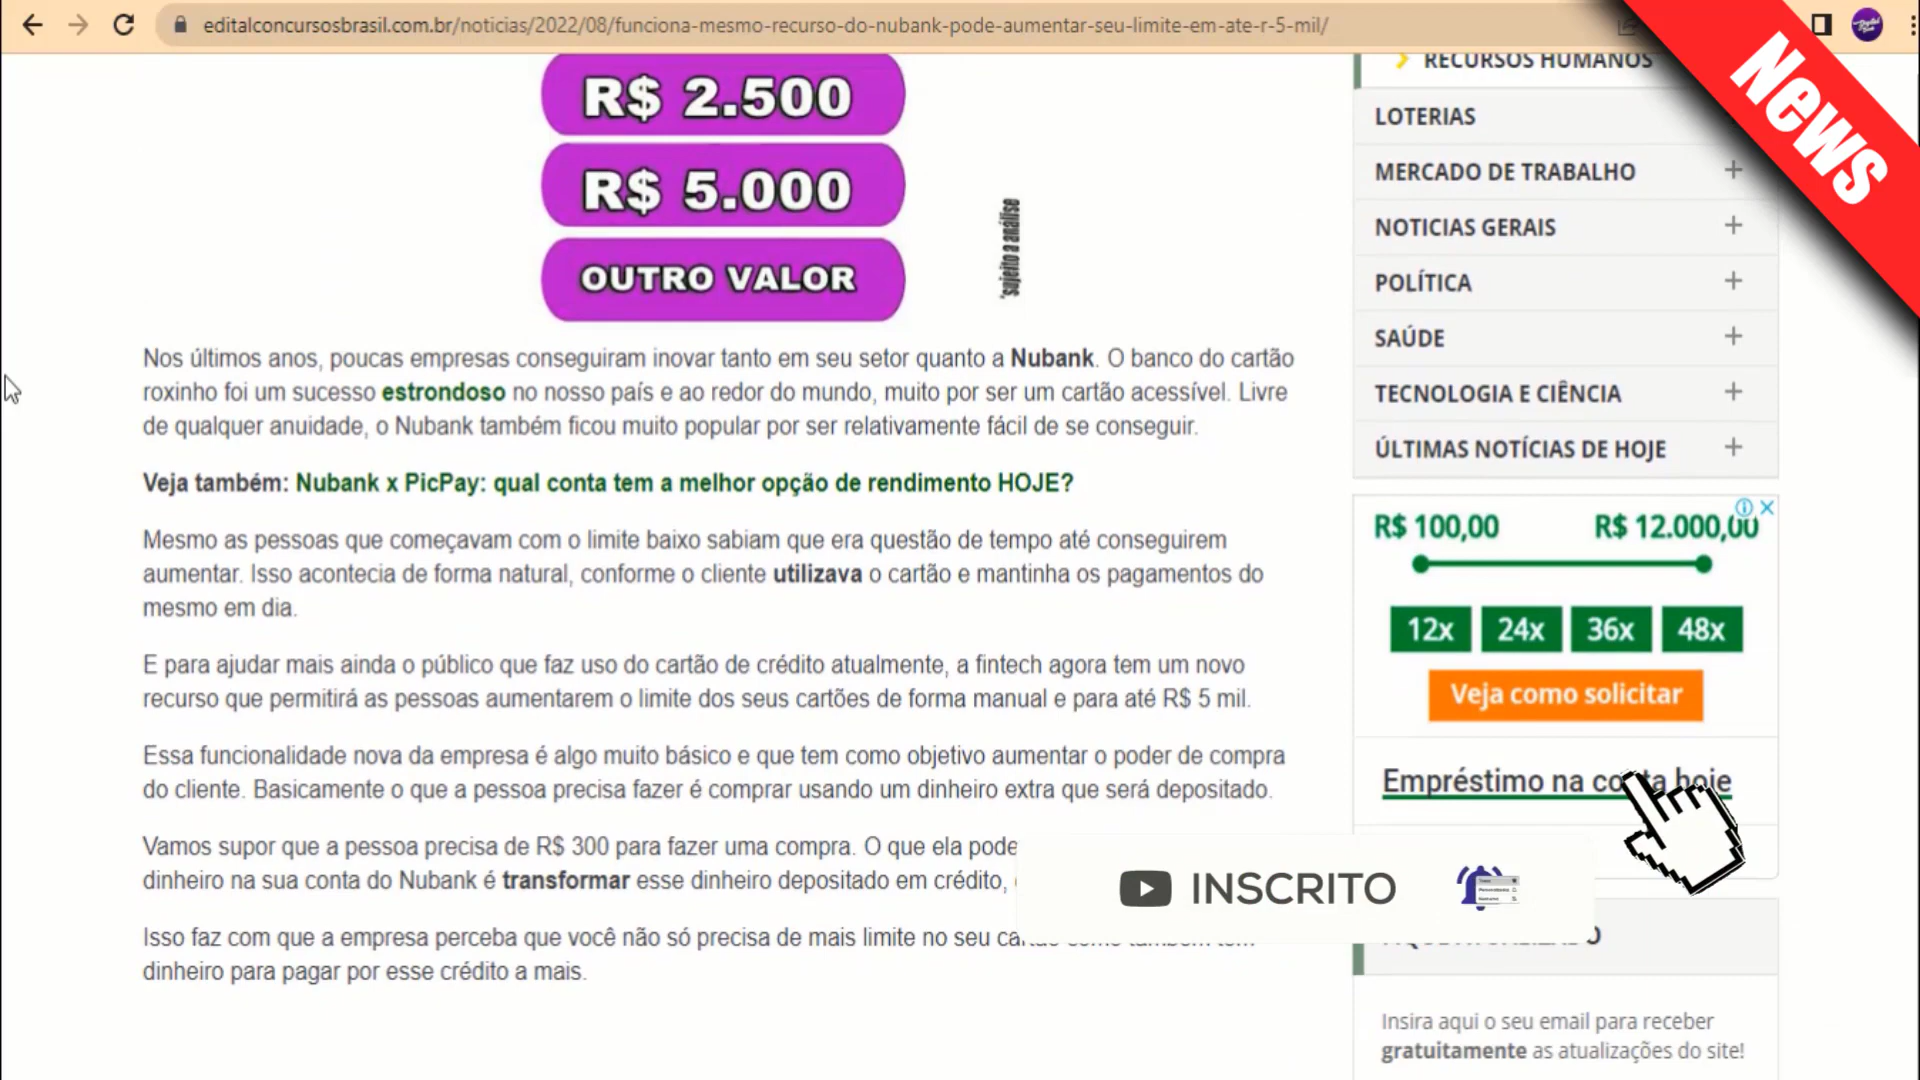 editalconcursosbrasil.com.br/noticias/2022/08/funciona-mesmo-recurso-do-nubank-pode-aumentar-seu-limite-em-ate-r-5-mil/
News
R$ 2.500
R$ 5.000
OUTRO VALOR
*sujeito a análise
Nos últimos anos, poucas empresas conseguiram inovar tanto em seu setor quanto a Nubank. O banco do cartão
roxinho foi um sucesso estrondoso no nosso país e ao redor do mundo, muito por ser um cartão acessível. Livre
de qualquer anuidade, o Nubank também ficou muito popular por ser relativamente fácil de se conseguir.
Veja também: Nubank x PicPay: qual conta tem a melhor opção de rendimento HOJE?
Mesmo as pessoas que começavam com o limite baixo sabiam que era questão de tempo até conseguirem
aumentar. Isso acontecia de forma natural, conforme o cliente utilizava o cartão e mantinha os pagamentos do
mesmo em dia.
E para ajudar mais ainda o público que faz uso do cartão de crédito atualmente, a fintech agora tem um novo
recurso que permitirá as pessoas aumentarem o limite dos seus cartões de forma manual e para até R$ 5 mil.
Essa funcionalidade nova da empresa é algo muito básico e que tem como objetivo aumentar o poder de compra
do cliente. Basicamente o que a pessoa precisa fazer é comprar usando um dinheiro extra que será depositado.
Vamos supor que a pessoa precisa de R$ 300 para fazer uma compra. O que ela pode
dinheiro na sua conta do Nubank é transformar esse dinheiro depositado em crédito,
Isso faz com que a empresa perceba que você não só precisa de mais limite no seu
dinheiro para pagar por esse crédito a mais.
RECURSOS HUMANOS
LOTERIAS
MERCADO DE TRABALHO
NOTICIAS GERAIS
POLÍTICA
SAÚDE
TECNOLOGIA E CIÊNCIA
ÚLTIMAS NOTÍCIAS DE HOJE
R$ 100,00 R$ 12.000,00
12x 24x 36x 48x
Veja como solicitar
Empréstimo na conta hoje
INSCRITO
Insira aqui o seu email para receber
gratuitamente as atualizações do site!